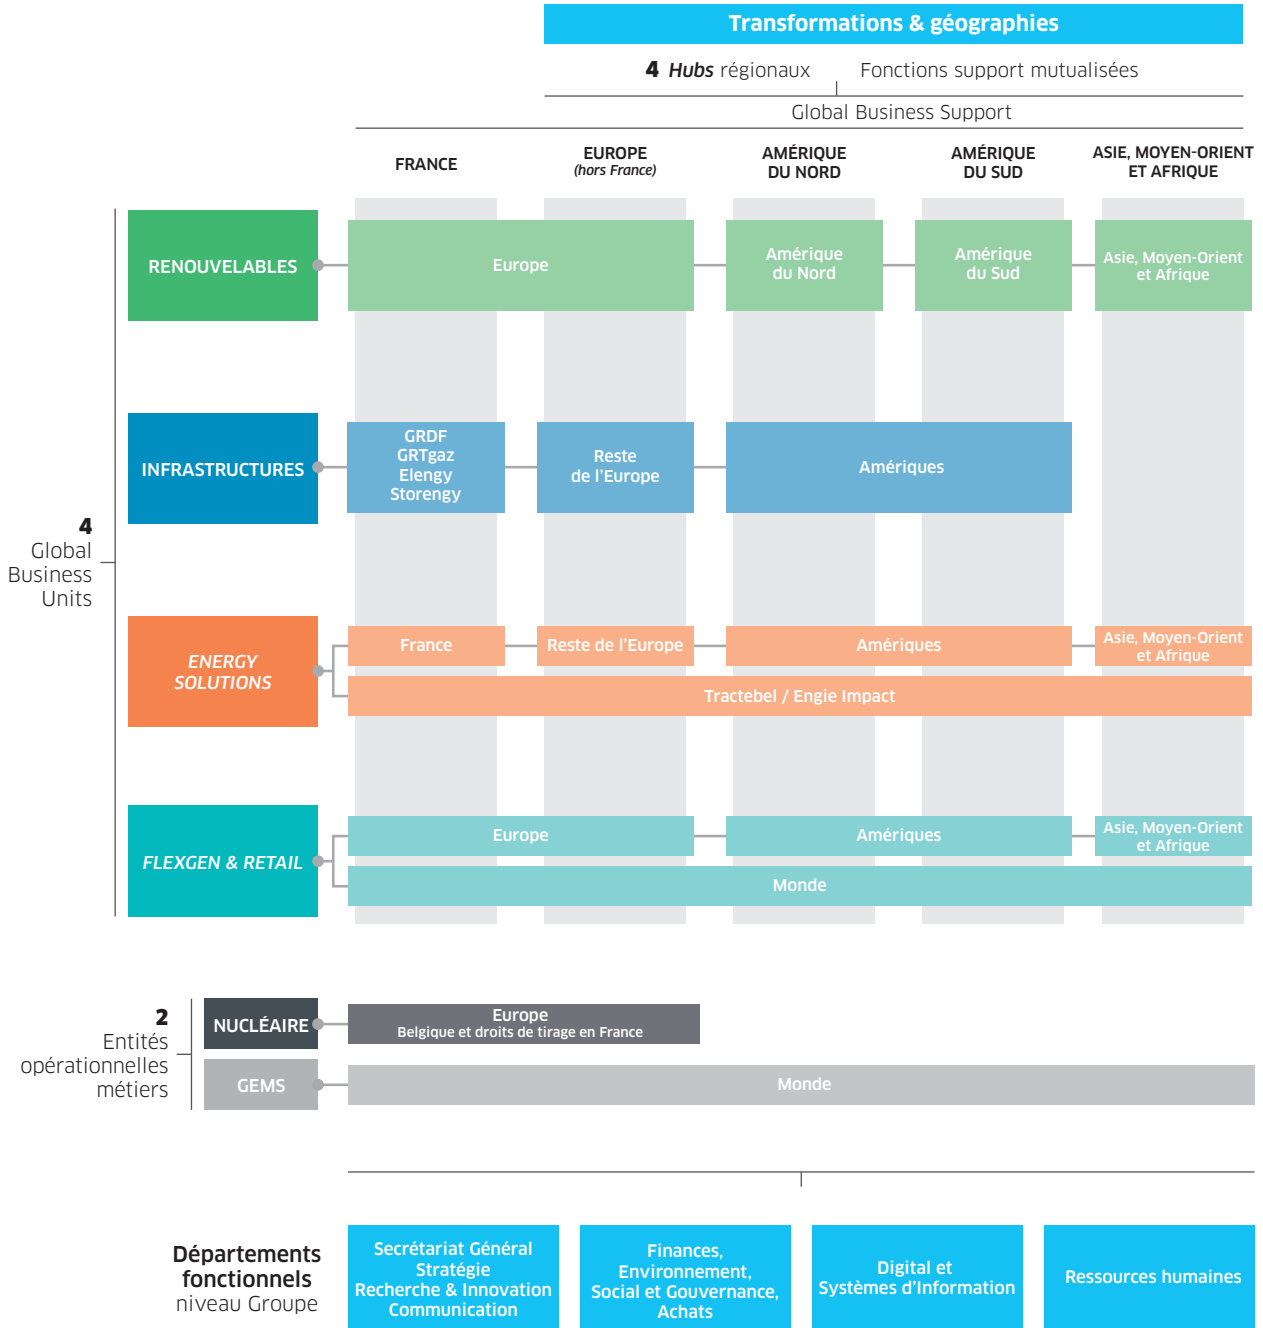 Transformations & géographies
4 Hubs régionaux
Fonctions support mutualisées
Global Business Support
FRANCE
EUROPE
(hors France)
AMÉRIQUE
DU NORD
AMÉRIQUE
DU SUD
ASIE, MOYEN-ORIENT
ET AFRIQUE
4
Global
Business
Units
RENOUVELABLES
Europe
Amérique
du Nord
Amérique
du Sud
Asie, Moyen-Orient
et Afrique
INFRASTRUCTURES
GRDF
GRTgaz
Elengy
Storengy
Reste
de l'Europe
Amériques
ENERGY
SOLUTIONS
France
Reste de l'Europe
Amériques
Asie, Moyen-Orient
et Afrique
Tractebel / Engie Impact
FLEXGEN & RETAIL
Europe
Amériques
Asie, Moyen-Orient
et Afrique
Monde
2
Entités
opérationnelles
métiers
NUCLÉAIRE
Europe
Belgique et droits de tirage en France
GEMS
Monde
Départements
fonctionnels
niveau Groupe
Secrétariat Général
Stratégie
Recherche & Innovation
Communication
Finances,
Environnement,
Social et Gouvernance,
Achats
Digital et
Systèmes d'Information
Ressources humaines